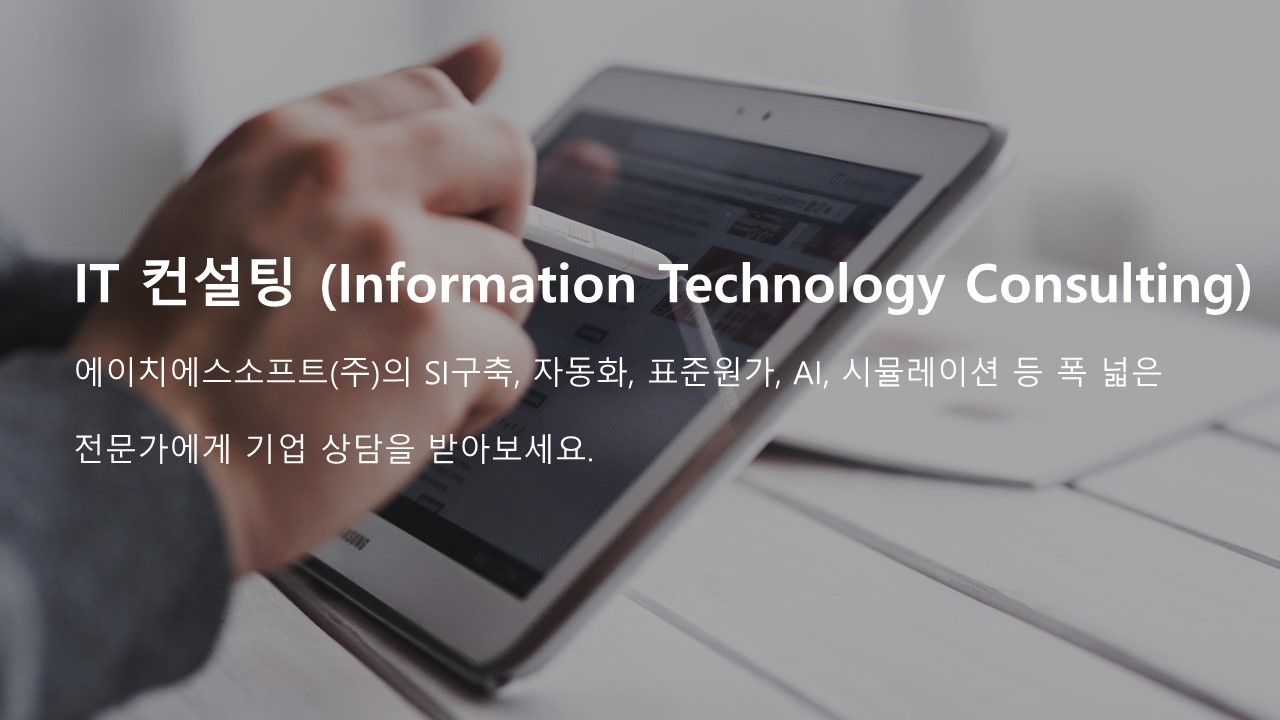 IT 컨설팅 (Information Technology Consulting)
에이치에스소프트(주)의 SI구축, 자동화, 표준원가, AI, 시뮬레이션 등 폭 넓은
전문가에게 기업 상담을 받아보세요.
SAMSUNG